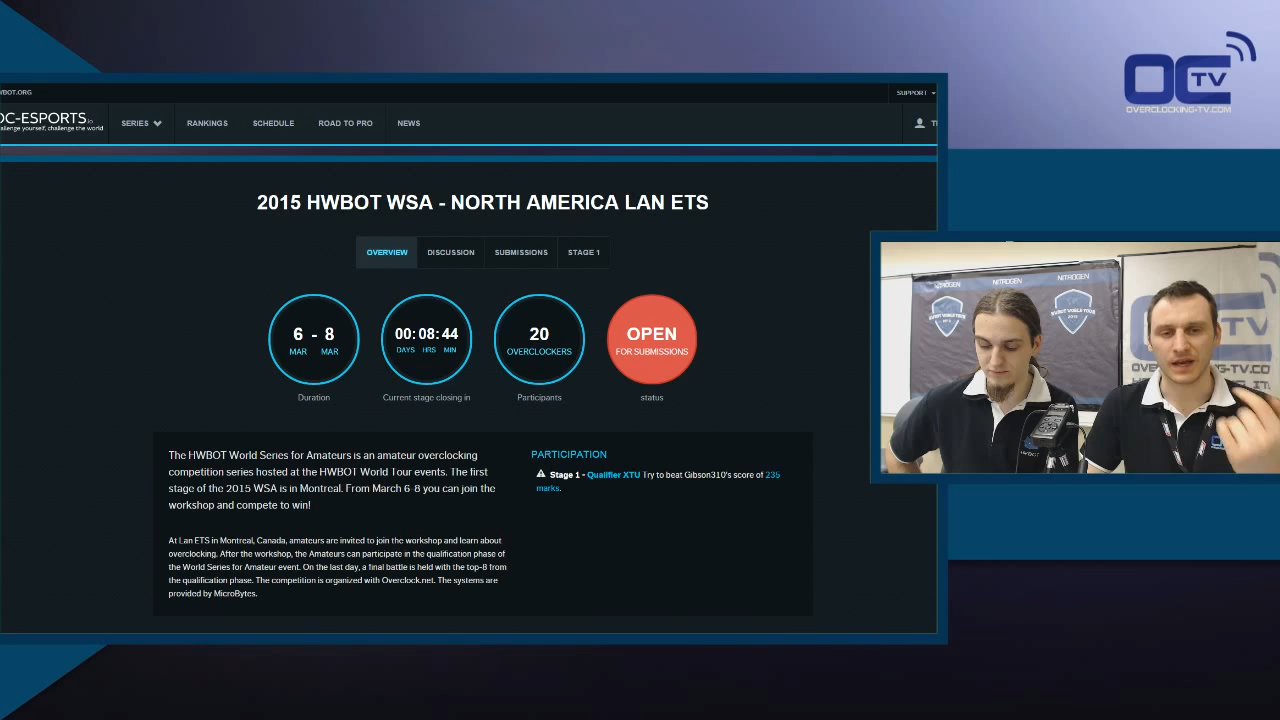 OC TV
OVERCLOCKING-TV.COM
SUPPORT
OC-ESPORTS.io
SERIES
RANKINGS
SCHEDULE
ROAD TO PRO
NEWS
2015 HWBOT WSA - NORTH AMERICA LAN ETS
OVERVIEW
DISCUSSION
SUBMISSIONS
STAGE 1
6 - 8
MAR MAR
Duration
00: 08: 44
DAYS HRS MIN
Current stage closing in
20
OVERCLOCKERS
Participants
OPEN
FOR SUBMISSIONS
status
The HWBOT World Series for Amateurs is an amateur overclocking
competition series hosted at the HWBOT World Tour events. The first
stage of the 2015 WSA is in Montreal. From March 6-8 you can join the
workshop and compete to win!
At Lan ETS in Montreal, Canada, amateurs are invited to join the workshop and learn about
overclocking. After the workshop, the Amateurs can participate in the qualification phase of
the World Series for Amateur event. On the last day, a final battle is held with the top-8 from
the qualification phase. The competition is organized with Overclock.net. The systems are
provided by MicroBytes.
PARTICIPATION
Stage 1 - Qualifier XTU Try to beat Gibson310's score of 235
marks.
NITROGEN
NITROGEN
NITROGEN
HWBOT WORLD TOUR